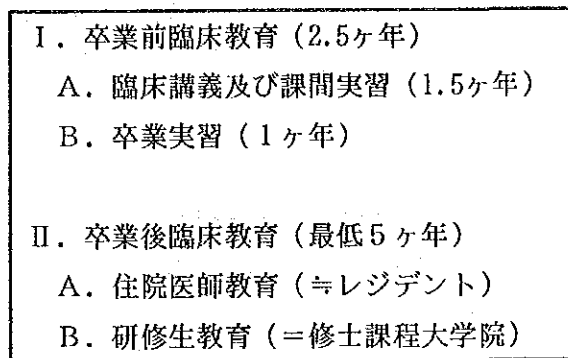 Ⅰ．卒業前臨床教育（2.5ヶ年）
A．臨床講義及び課間実習（1.5ヶ年）
B．卒業実習（１ヶ年）
Ⅱ．卒業後臨床教育（最低５ヶ年）
A．住院医師教育（≒レジデント）
B．研修生教育（＝修士課程大学院）